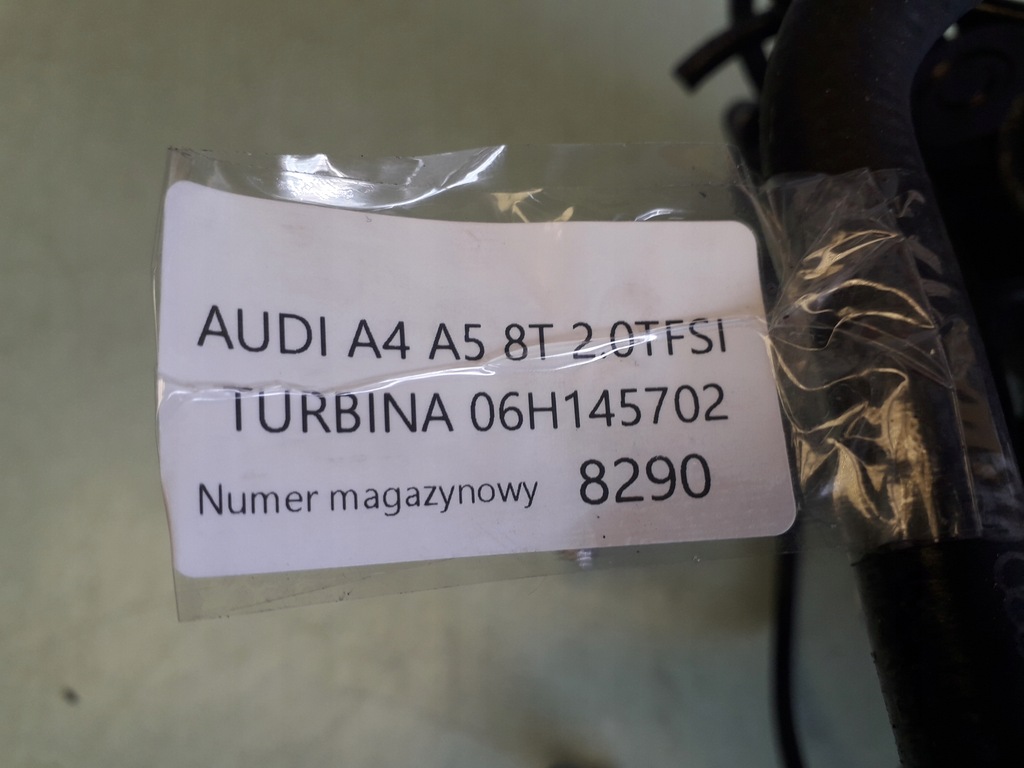 AUDI A4 A5 8T 2.0TFSI
TURBINA 06H145702
Numer magazynowy 8290